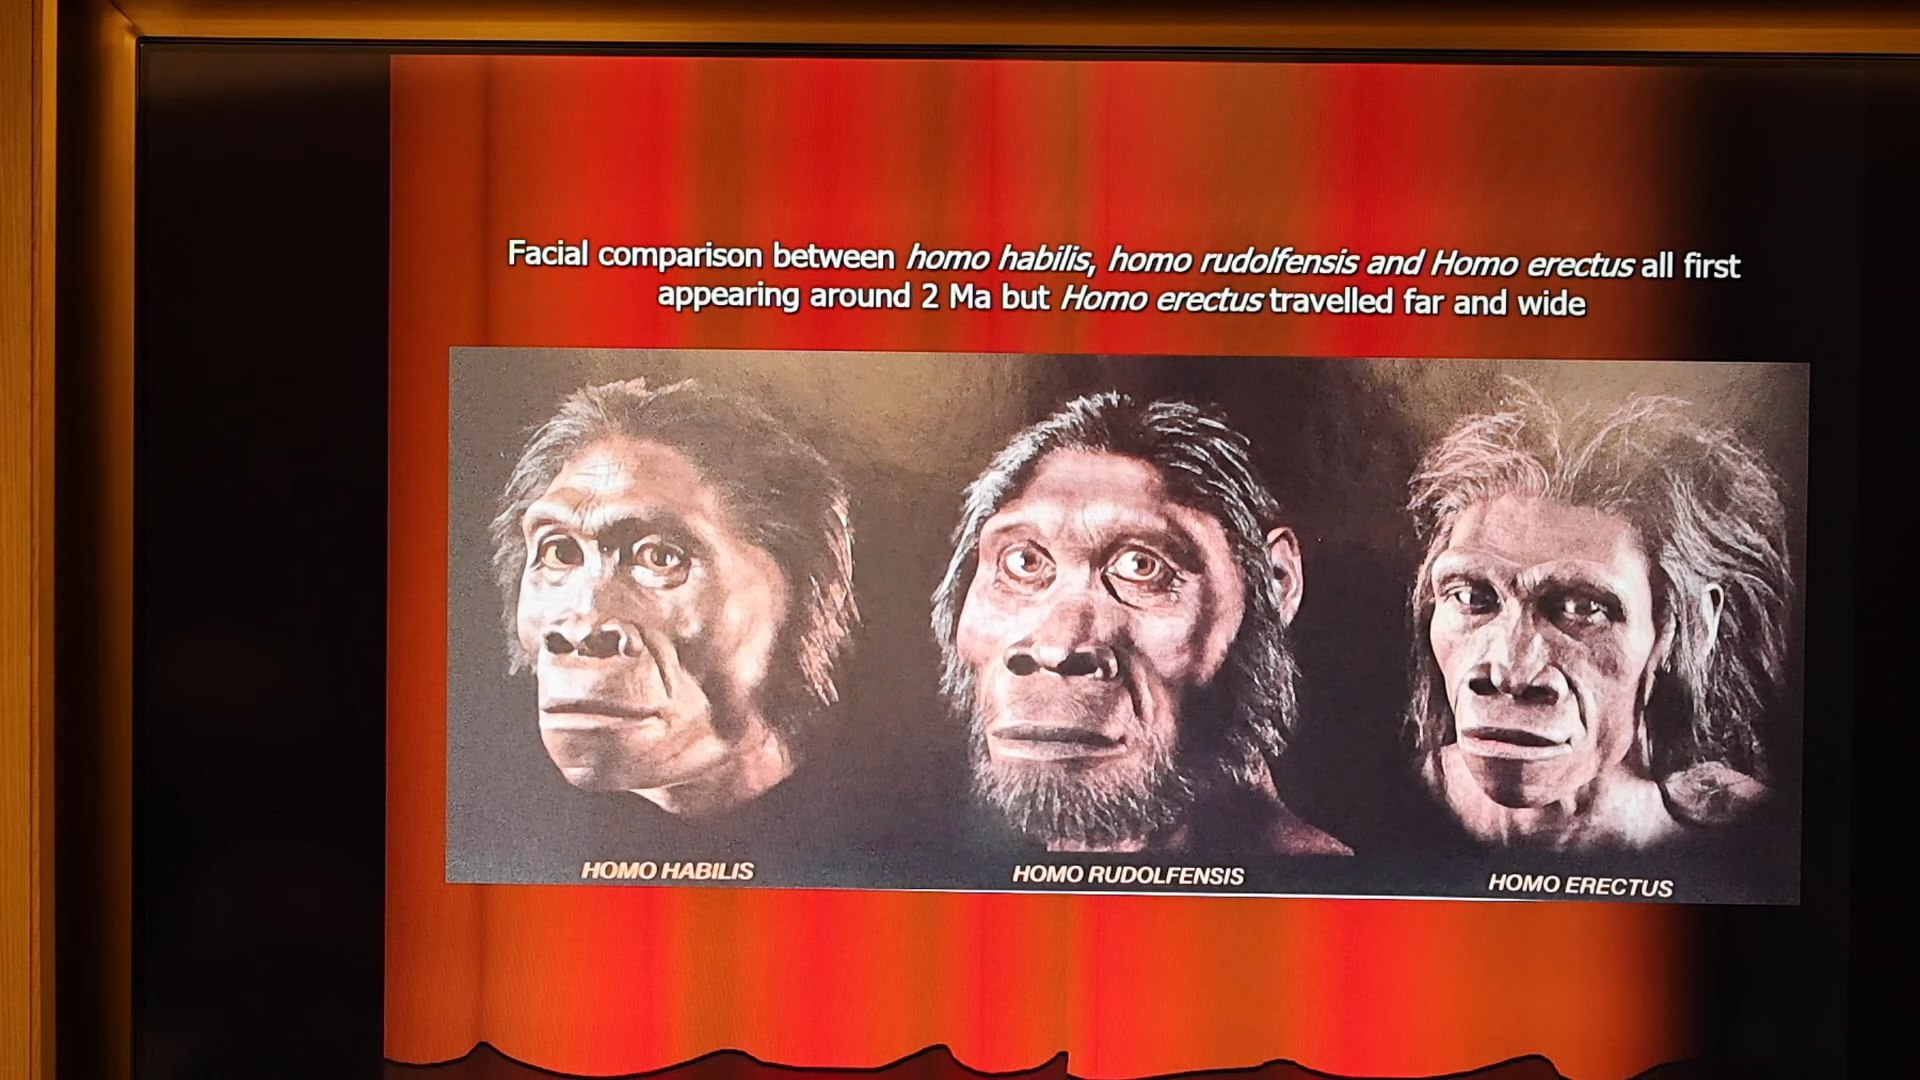 Facial comparison between homo habilis, homo rudolfensis and Homo erectus all first
appearing around 2 Ma but Homo erectus travelled far and wide
HOMO HABILIS
HOMO RUDOLFENSIS
HOMO ERECTUS